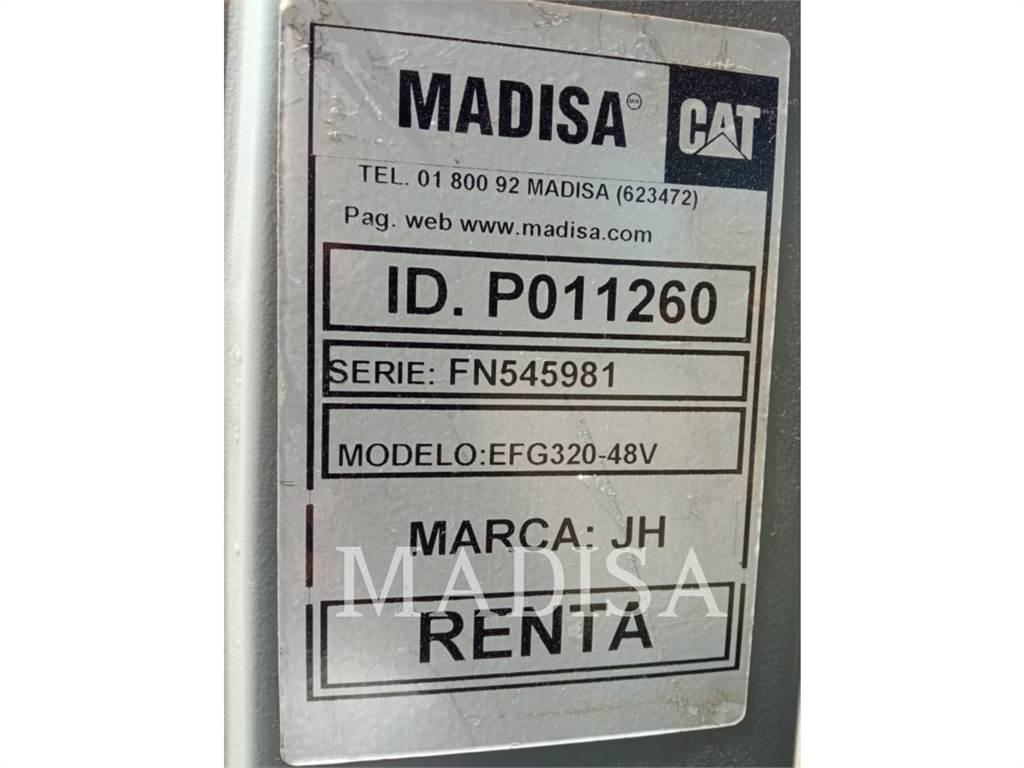 MADISA CAT
TEL. 01 800 92 MADISA (623472)
Pag. web www.madisa.com
ID. P011260
SERIE: FN545981
MODELO:EFG320-48V
MARCA: JH
MADISA
RENTA